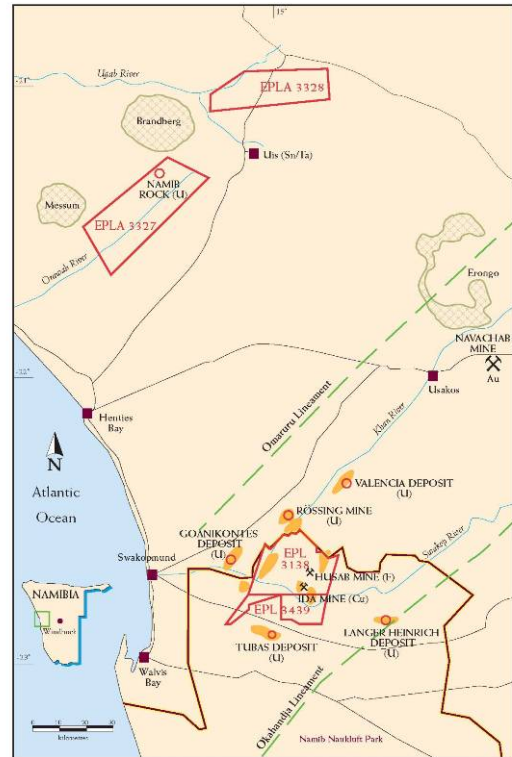 15°
Ugab River
21°
EPLA 3328
Brandberg
Uis (Sn/Ta)
NAMIB
ROCK (U)
Messum
EPLA 3327
Omaruru Lineament
Erongo
NAVACHAB
MINE
Au
22°
Usakos
Henties
Bay
Khan River
N
Atlantic
Ocean
VALENCIA DEPOSIT
(U)
RÖSSING MINE
(U)
GOANIKONTES
DEPOSIT
(U)
Swakop River
Swakopmund
EPL
3138
HUSAB MINE (F)
IDA MINE (Cu)
NAMIBIA
Windhoek
EPL 3439
LANGER HEINRICH
DEPOSIT
(U)
TUBAS DEPOSIT
(U)
23°
Walvis
Bay
Okahandja Lineament
kilometres
Namib Naukluft Park